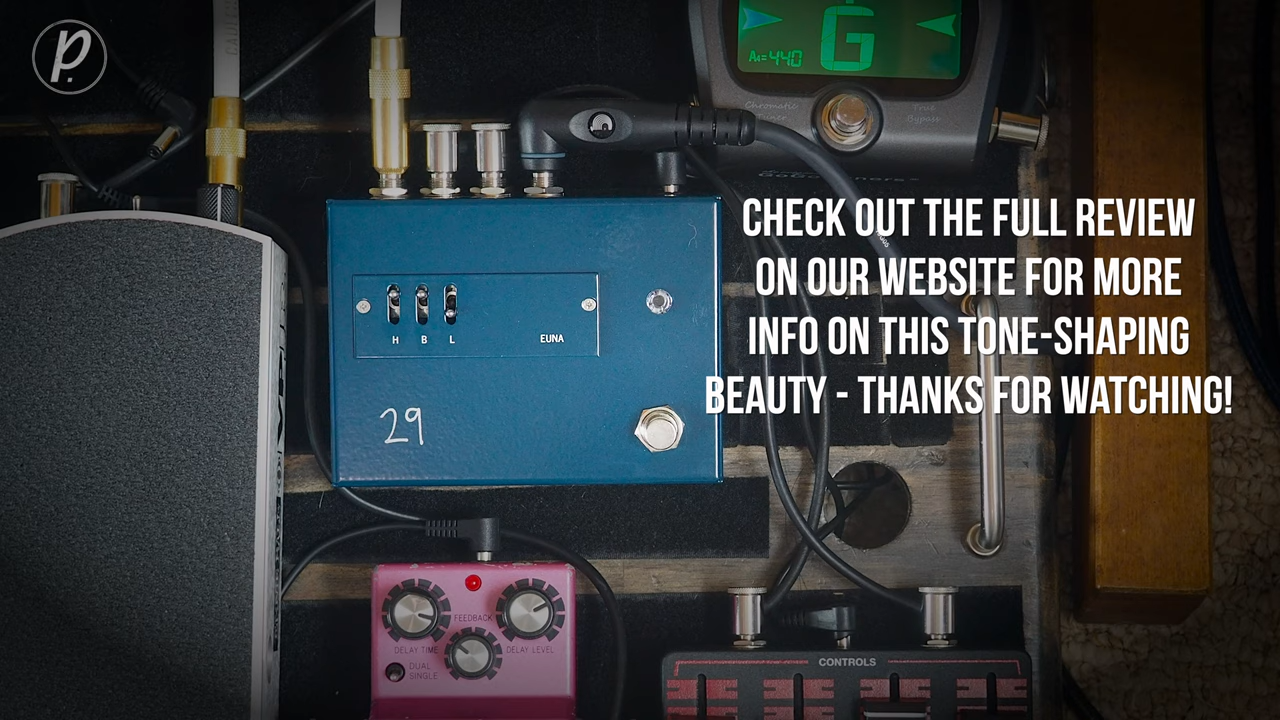 p.
G
A4=440
Chromatic
Tuner
True
Bypass
CHECK OUT THE FULL REVIEW
ON OUR WEBSITE FOR MORE
INFO ON THIS TONE-SHAPING
BEAUTY - THANKS FOR WATCHING!
H B L
EUNA
29
FEEDBACK
DELAY TIME
DELAY LEVEL
DUAL
SINGLE
CONTROLS